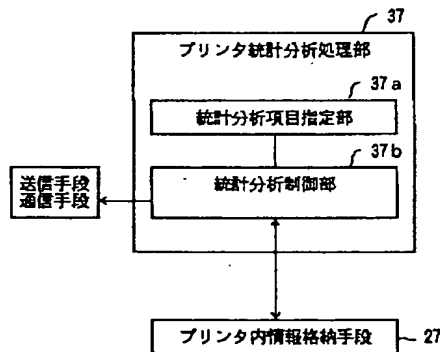 37
プリンタ統計分析処理部
37a
統計分析項目指定部
37b
統計分析制御部
送信手段
通信手段
プリンタ内情報格納手段
27